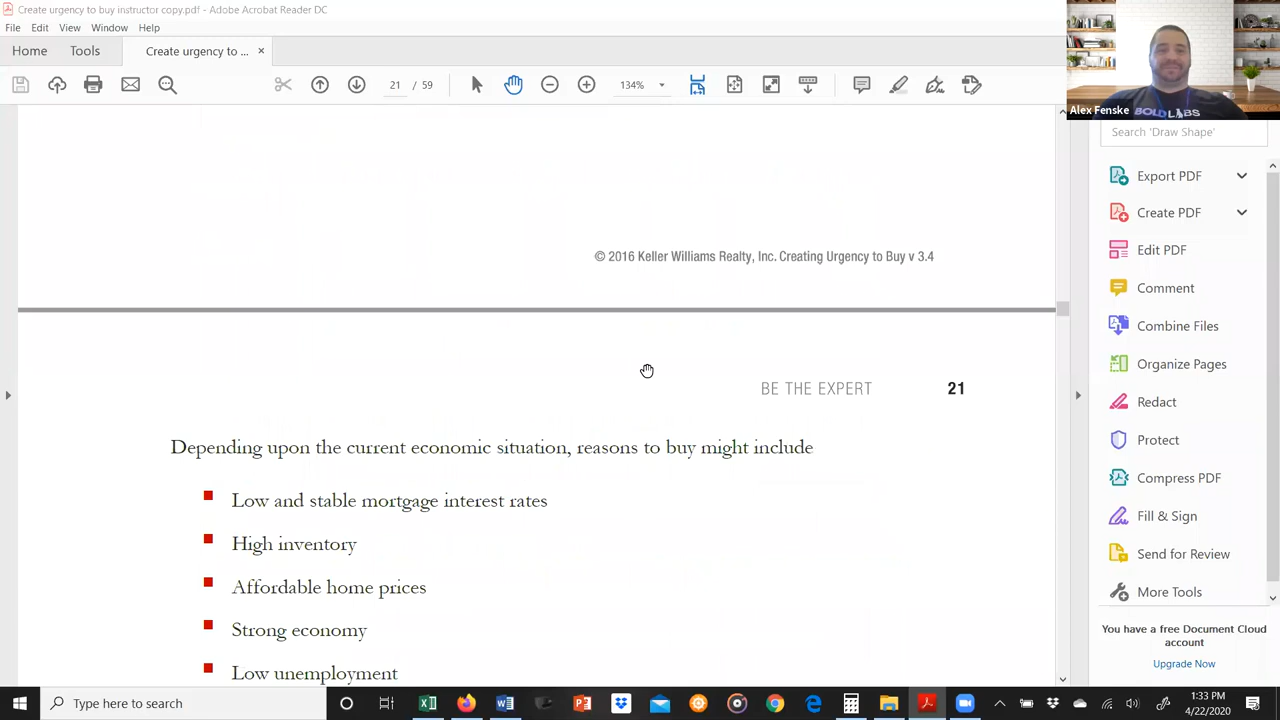 Create urgency to buy instructor copy.pdf - Adobe Acrobat Reader DC
File Edit View Window Help
Home Tools Create urgency to ... ×
Alex Fenske
BOLD LABS
Search 'Draw Shape'
Export PDF
Create PDF
Edit PDF
Comment
Combine Files
Organize Pages
Redact
Protect
Compress PDF
Fill & Sign
Send for Review
More Tools
You have a free Document Cloud
account
Upgrade Now
© 2016 Keller Williams Realty, Inc. Creating Urgency to Buy v 3.4
BE THE EXPERT 21
Depending upon the current economic situation, reasons to buy might include
Low and stable mortgage interest rates
High inventory
Affordable home prices
Strong economy
Low unemployment
Type here to search
1:33 PM
4/22/2020